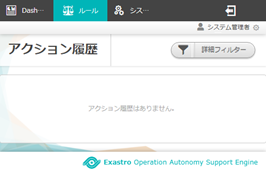 Dash…
ルール
シス…
システム管理者
アクション履歴
詳細フィルター
アクション履歴はありません。
Exastro Operation Autonomy Support Engine